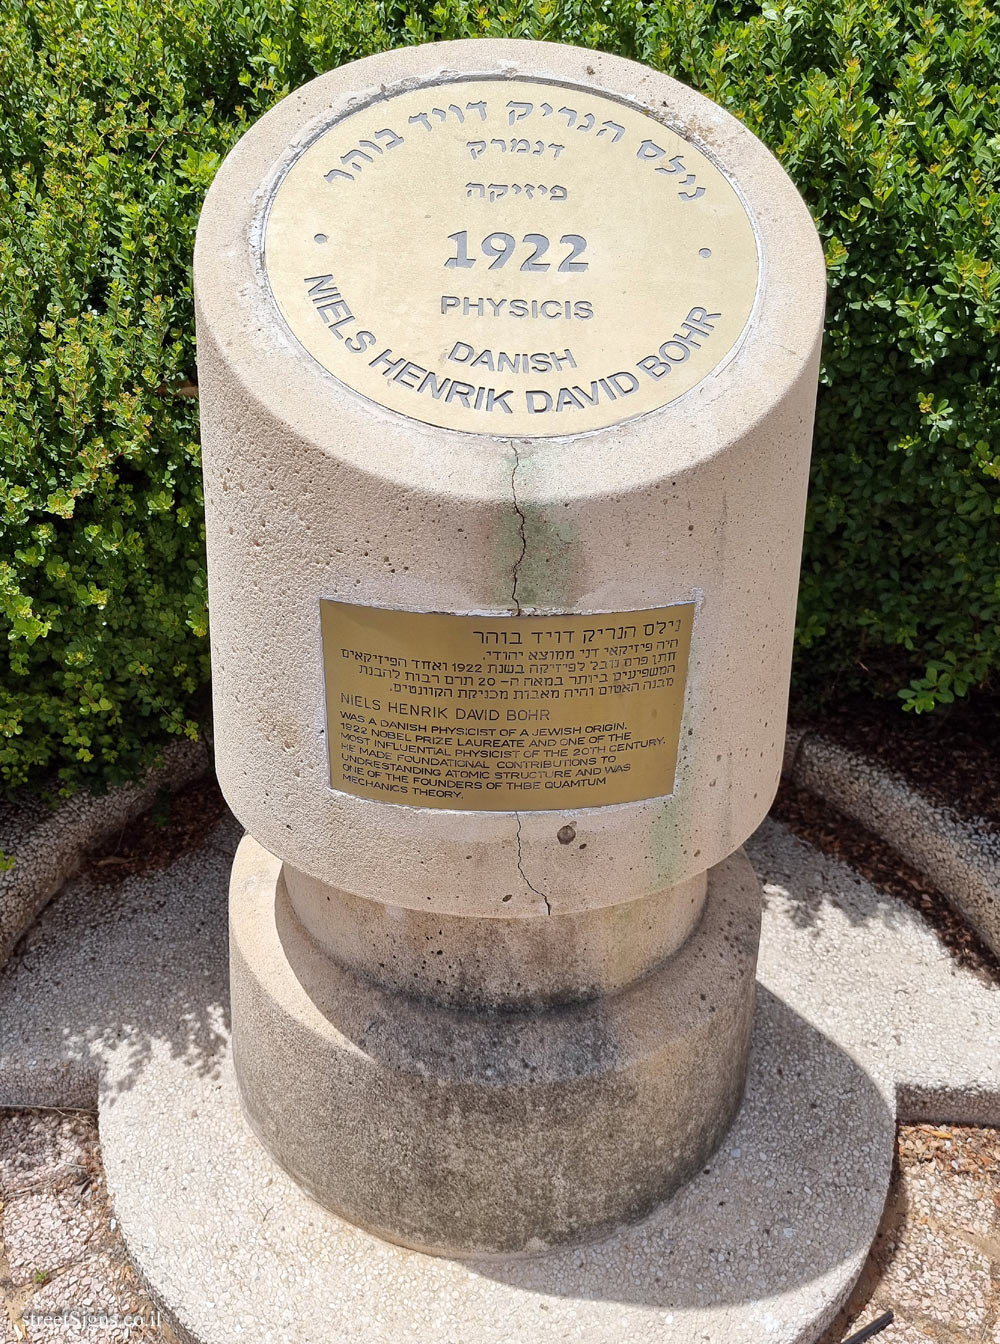 נילס הנריק דויד בוהר
דנמרק
פיזיקה
1922
PHYSICIS
DANISH
NIELS HENRIK DAVID BOHR
נילס הנריק דויד בוהר
היה פיזיקאי דני ממוצא יהודי.
חתן פרס נובל לפיזיקה בשנת 1922 ואחד הפיזיקאים
המשפיעים ביותר במאה ה- 20 תרם רבות להבנת
מבנה האטום והיה מאבות מכניקת הקוונטים.
NIELS HENRIK DAVID BOHR
WAS A DANISH PHYSICIST OF A JEWISH ORIGIN.
1922 NOBEL PRIZE LAUREATE AND ONE OF THE
MOST INFLUENTIAL PHYSICIST OF THE 20TH CENTURY.
HE MADE FOUNDATIONAL CONTRIBUTIONS TO
UNDRESTANDING ATOMIC STRUCTURE AND WAS
ONE OF THE FOUNDERS OF THBE QUAMTUM
MECHANICS THEORY.
streetSigns.co.il